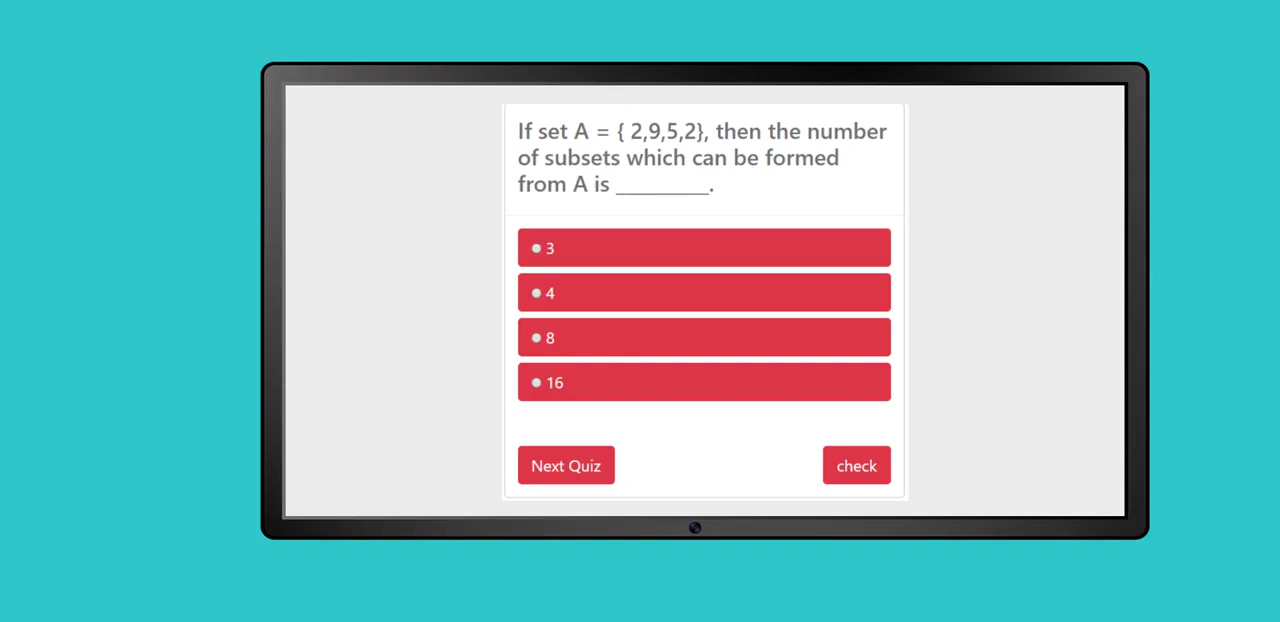 If set A = { 2,9,5,2}, then the number
of subsets which can be formed
from A is _________.
3
4
8
16
Next Quiz
check